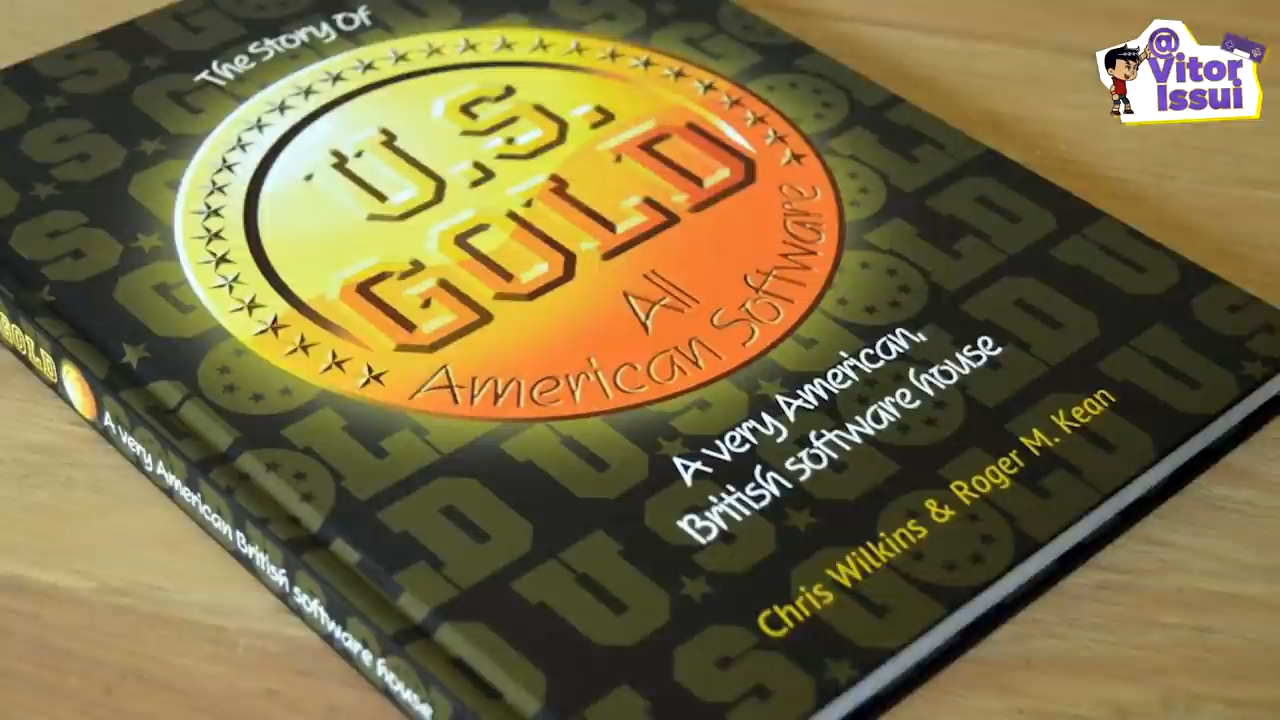 The Story Of
U.S.
GOLD
All
American Software
A very American,
British software house
Chris Wilkins & Roger M. Kean
GOLD
A very American British software house
@
Vitor
Issui